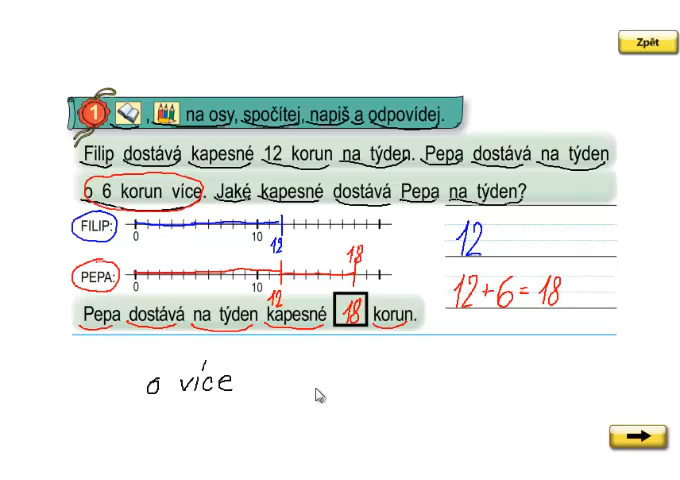 Zpět
1 , na osy, spočítej, napiš a odpovídej.
Filip dostává kapesné 12 korun na týden. Pepa dostává na týden
o 6 korun více. Jaké kapesné dostává Pepa na týden?
FILIP:
0 10 12
12
PEPA:
18
0 10 12
12+6=18
Pepa dostává na týden kapesné 18 korun.
o více